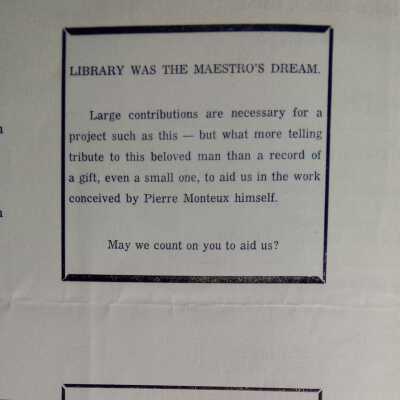 LIBRARY WAS THE MAESTRO'S DREAM.
Large contributions are necessary for a
project such as this — but what more telling
tribute to this beloved man than a record of
a gift, even a small one, to aid us in the work
conceived by Pierre Monteux himself.
May we count on you to aid us?